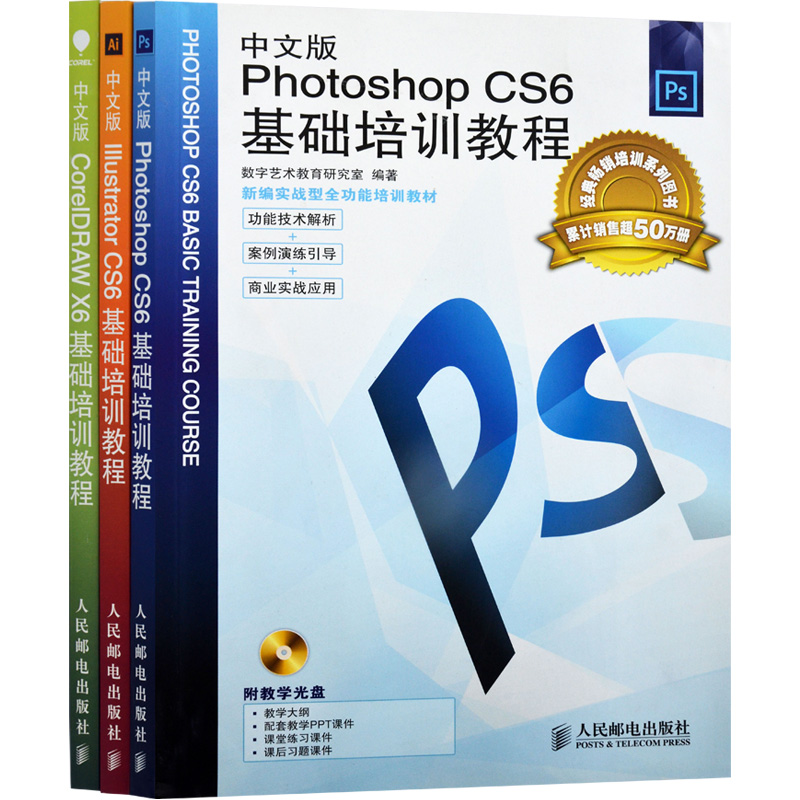 COREL
中文版 CorelDRAW X6 基础培训教程
人民邮电出版社
Ai
中文版 Illustrator CS6 基础培训教程
人民邮电出版社
Ps
中文版 Photoshop CS6 基础培训教程
人民邮电出版社
PHOTOSHOP CS6 BASIC TRAINING COURSE
中文版
Photoshop CS6
基础培训教程
Ps
数字艺术教育研究室 编著
新编实战型全功能培训教材
功能技术解析
+
案例演练引导
+
商业实战应用
经典畅销培训系列图书
累计销售超50万册
Ps
S
附教学光盘
· 教学大纲
· 配套教学PPT课件
· 课堂练习课件
· 课后习题课件
人民邮电出版社
POSTS & TELECOM PRESS